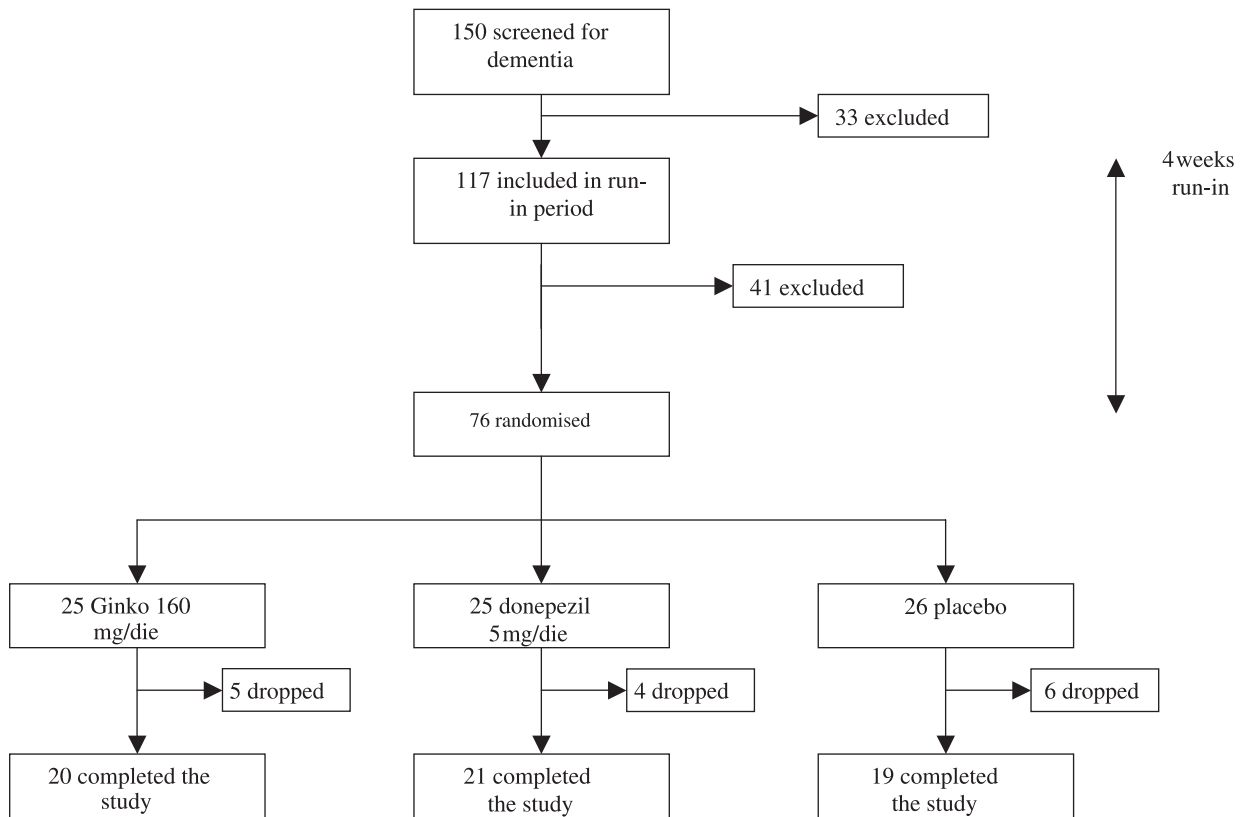 150 screened for
dementia
33 excluded
117 included in run-
in period
4 weeks
run-in
41 excluded
76 randomised
25 Ginko 160
mg/die
25 donepezil
5 mg/die
26 placebo
5 dropped
4 dropped
6 dropped
20 completed the
study
21 completed
the study
19 completed
the study